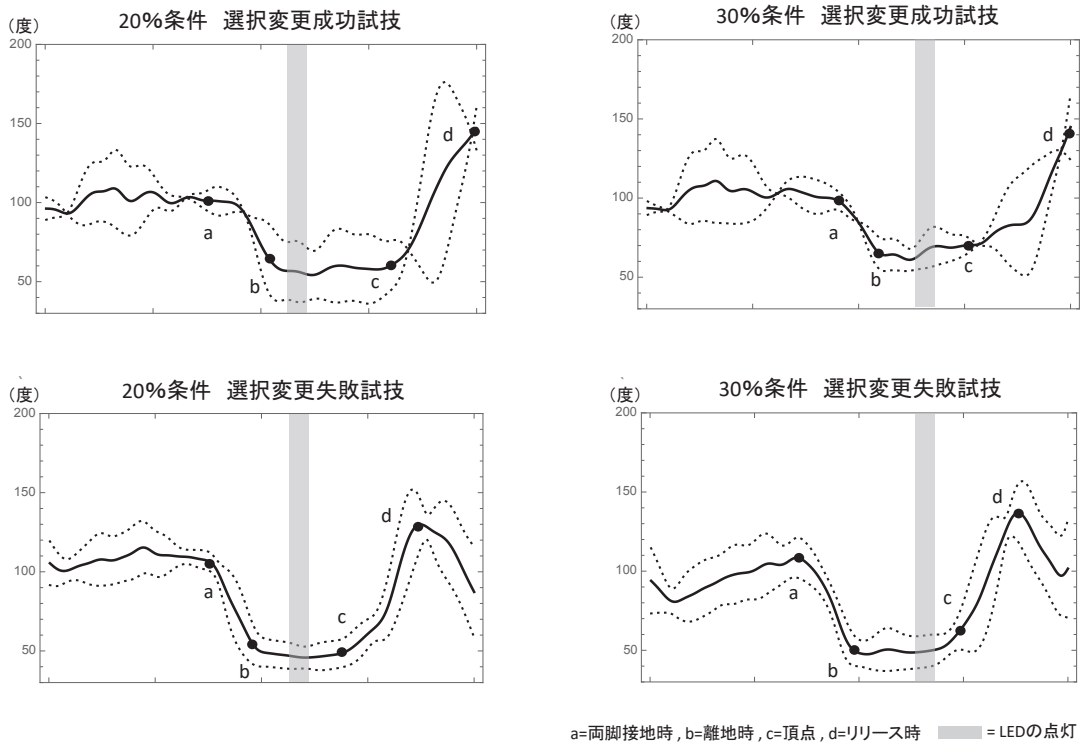 20%条件　選択変更成功試技
(度)
200
150
100
50
a
b
c
d
30%条件　選択変更成功試技
(度)
200
150
100
50
a
b
c
d
20%条件　選択変更失敗試技
(度)
200
150
100
50
a
b
c
d
30%条件　選択変更失敗試技
(度)
200
150
100
50
a
b
c
d
a=両脚接地時 , b=離地時 , c=頂点 , d=リリース時　= LEDの点灯